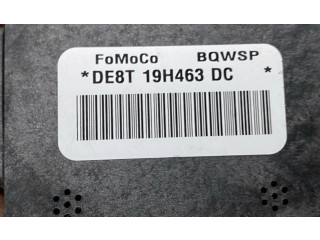 FoMoCo BQWSP
*DE8T 19H463 DC *